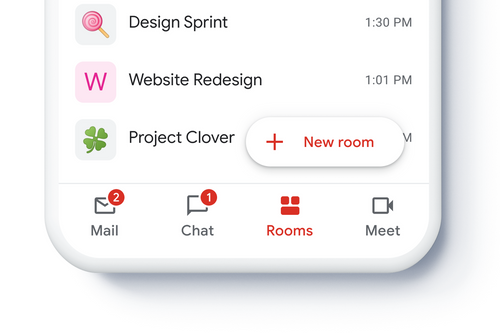 Design Sprint 1:30 PM
W Website Redesign 1:01 PM
Project Clover M
+ New room
2 1
Mail Chat Rooms Meet